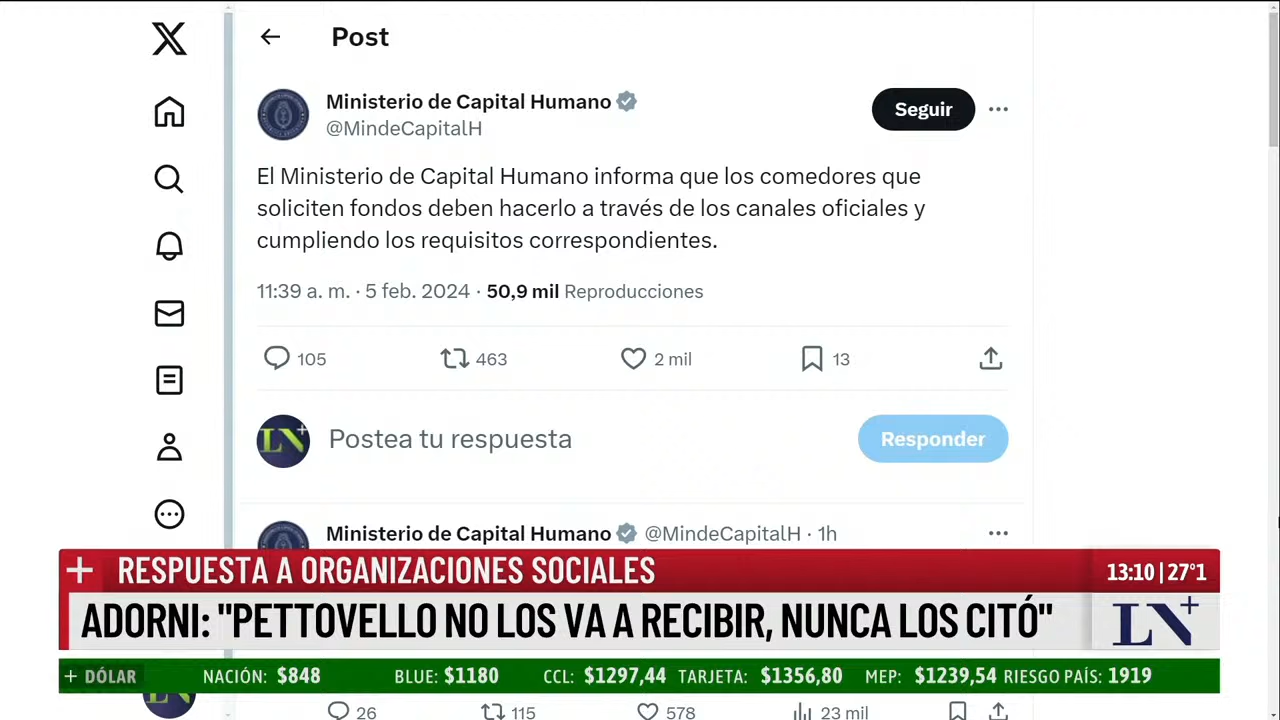 Post
Ministerio de Capital Humano
@MindeCapitalH
Seguir
El Ministerio de Capital Humano informa que los comedores que
soliciten fondos deben hacerlo a través de los canales oficiales y
cumpliendo los requisitos correspondientes.
11:39 a. m. · 5 feb. 2024 · 50,9 mil Reproducciones
105 463 2 mil 13
LN+ Postea tu respuesta Responder
Ministerio de Capital Humano @MindeCapitalH · 1h
+ RESPUESTA A ORGANIZACIONES SOCIALES 13:10 | 27°1
ADORNI: "PETTOVELLO NO LOS VA A RECIBIR, NUNCA LOS CITÓ" LN+
+ DÓLAR NACIÓN: $848 BLUE: $1180 CCL: $1297,44 TARJETA: $1356,80 MEP: $1239,54 RIESGO PAÍS: 1919
LN 26 115 578 23 mil